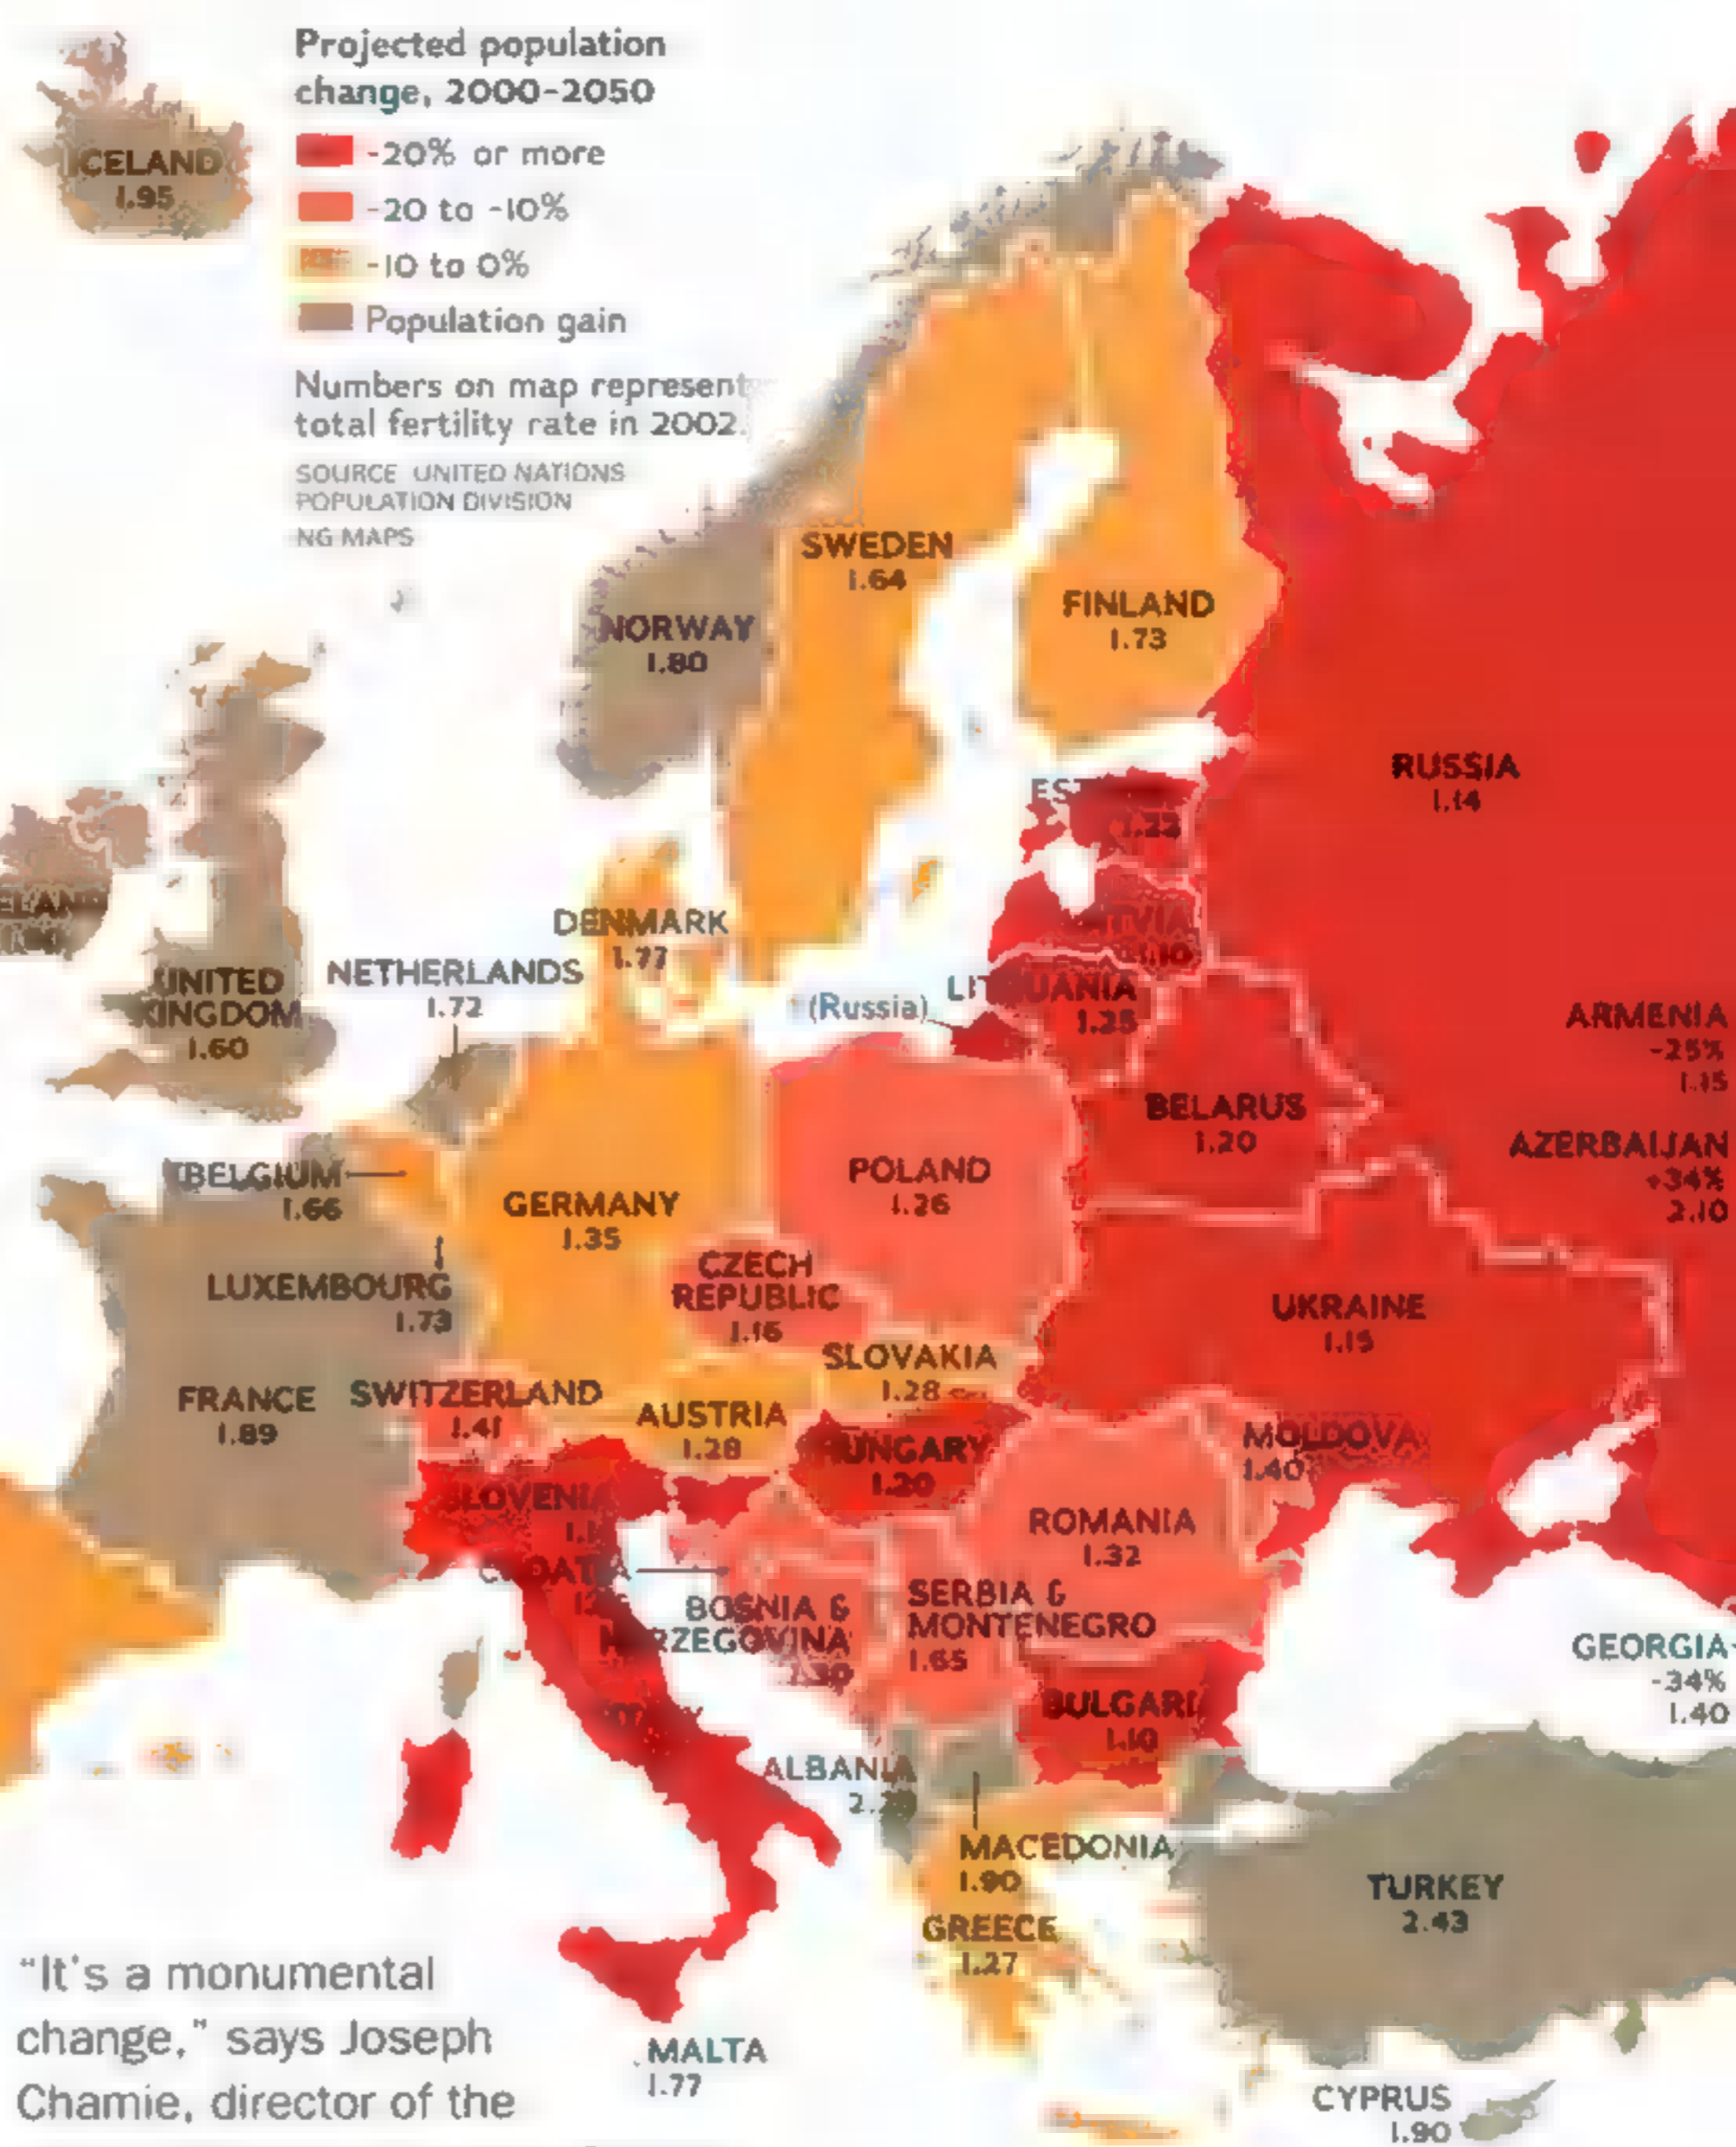 Projected population
change, 2000-2050
-20% or more
-20 to -10%
-10 to 0%
Population gain
Numbers on map represent
total fertility rate in 2002.
SOURCE UNITED NATIONS
POPULATION DIVISION
NG MAPS
ICELAND
1.95
SWEDEN
1.64
FINLAND
1.73
NORWAY
1.80
RUSSIA
1.14
DENMARK
1.77
UNITED
KINGDOM
1.60
NETHERLANDS
1.72
(Russia)
LITHUANIA
1.25
ARMENIA
-25%
1.15
BELARUS
1.20
AZERBAIJAN
+34%
2.10
BELGIUM
1.66
GERMANY
1.35
POLAND
1.26
CZECH
REPUBLIC
1.16
LUXEMBOURG
1.73
UKRAINE
1.15
SLOVAKIA
1.28
FRANCE
1.89
SWITZERLAND
1.41
AUSTRIA
1.28
HUNGARY
1.20
MOLDOVA
1.40
SLOVENIA
ROMANIA
1.32
BOSNIA &
HERZEGOVINA
SERBIA &
MONTENEGRO
1.65
GEORGIA
-34%
1.40
1.10
ALBANIA
MACEDONIA
1.90
GREECE
1.27
TURKEY
2.43
MALTA
1.77
CYPRUS
1.90
"It's a monumental
change," says Joseph
Chamie, director of the